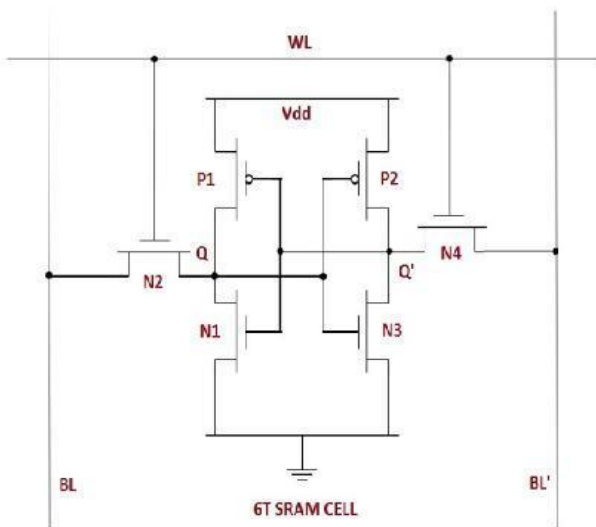 WL
Vdd
P1
P2
Q
N4
N2
Q'
N1
N3
BL
BL'
6T SRAM CELL